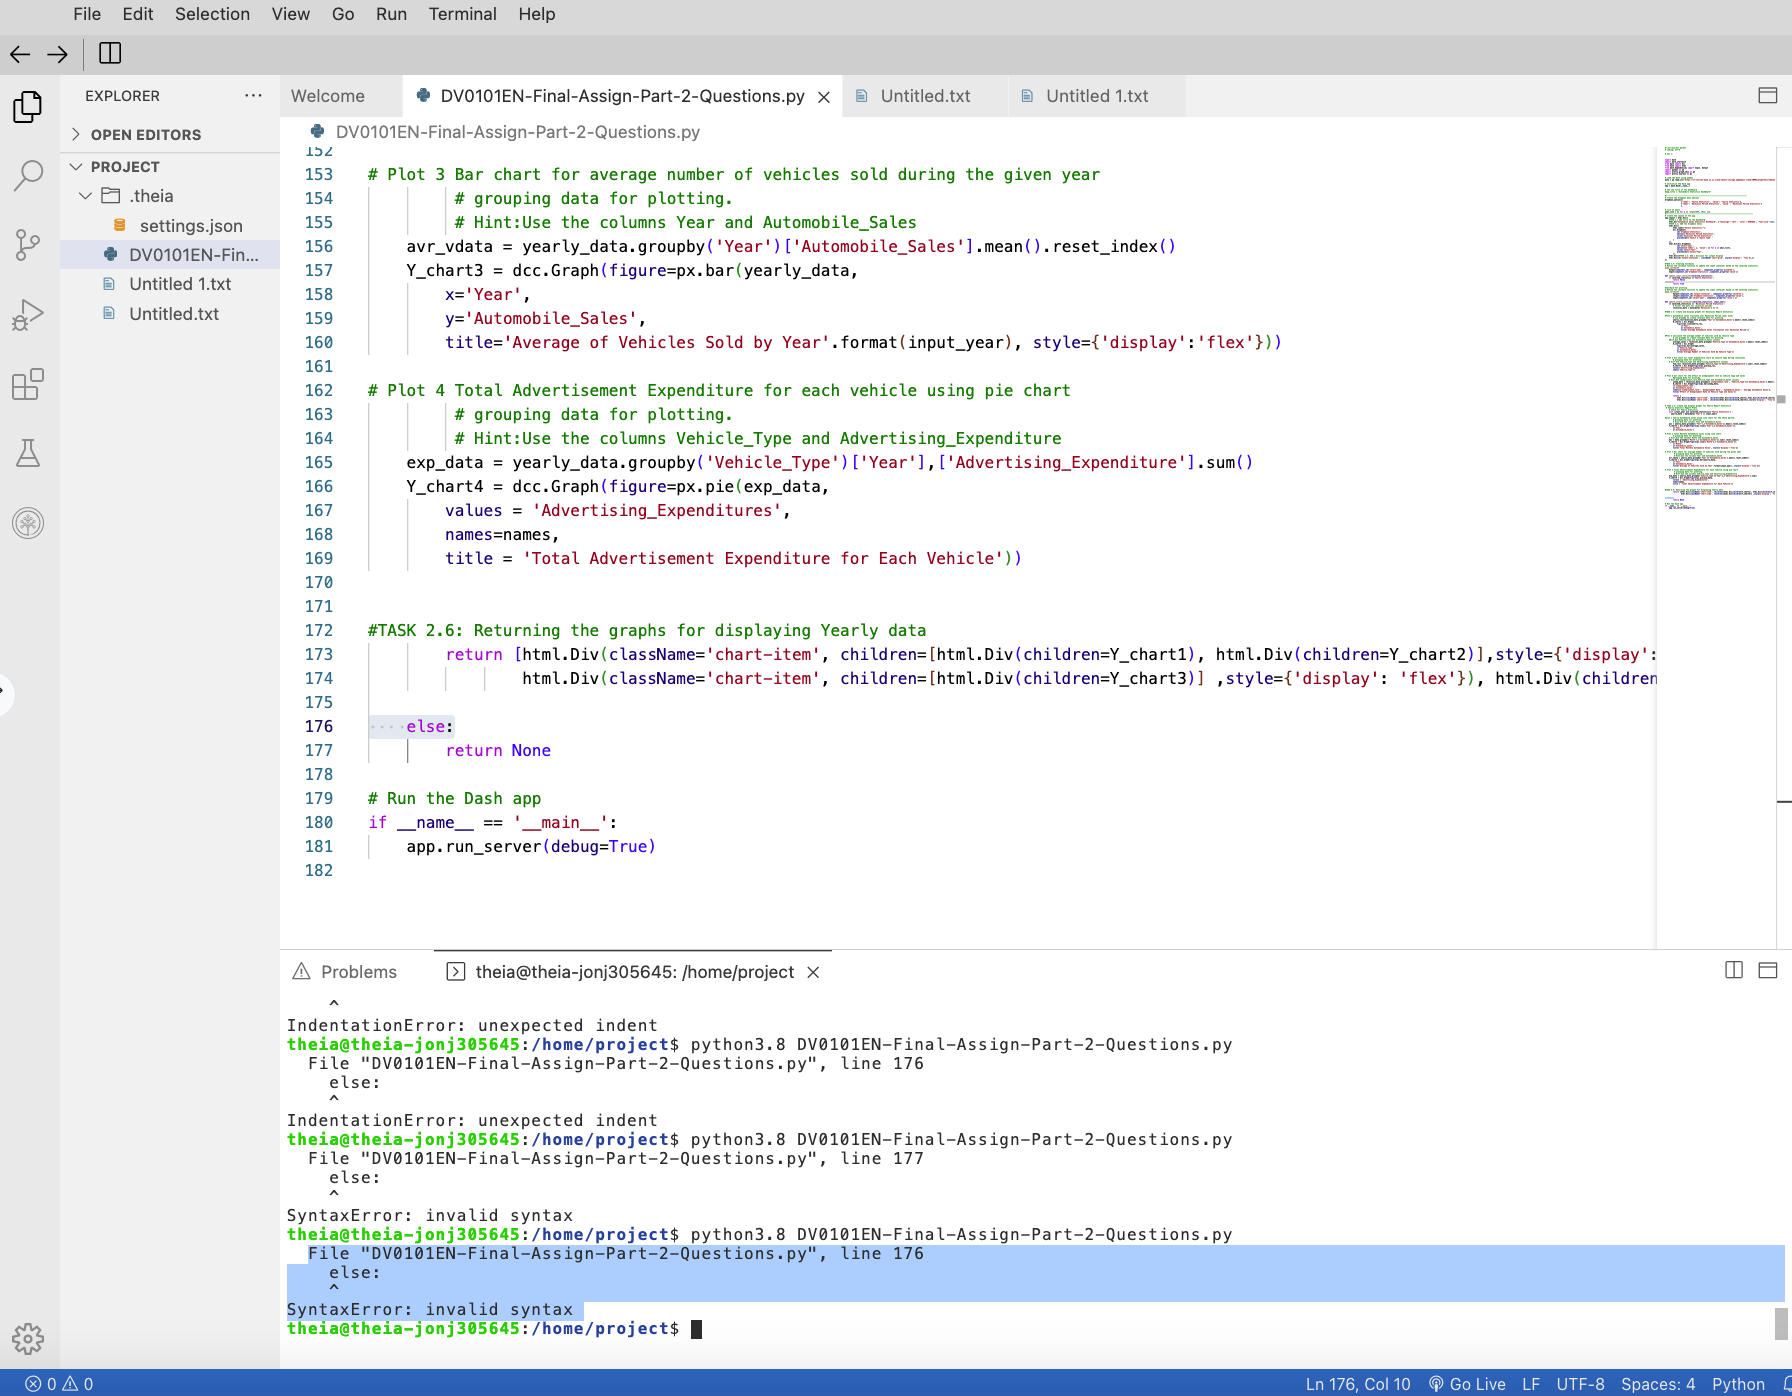 File Edit Selection View Go Run Terminal Help
EXPLORER ···
OPEN EDITORS
PROJECT
.theia
settings.json
DV0101EN-Fin...
Untitled 1.txt
Untitled.txt
Welcome DV0101EN-Final-Assign-Part-2-Questions.py Untitled.txt Untitled 1.txt
DV0101EN-Final-Assign-Part-2-Questions.py
152
153 # Plot 3 Bar chart for average number of vehicles sold during the given year
154 # grouping data for plotting.
155 # Hint:Use the columns Year and Automobile_Sales
156 avr_vdata = yearly_data.groupby('Year')['Automobile_Sales'].mean().reset_index()
157 Y_chart3 = dcc.Graph(figure=px.bar(yearly_data,
158 x='Year',
159 y='Automobile_Sales',
160 title='Average of Vehicles Sold by Year'.format(input_year), style={'display':'flex'}))
161
162 # Plot 4 Total Advertisement Expenditure for each vehicle using pie chart
163 # grouping data for plotting.
164 # Hint:Use the columns Vehicle_Type and Advertising_Expenditure
165 exp_data = yearly_data.groupby('Vehicle_Type')['Year'],['Advertising_Expenditure'].sum()
166 Y_chart4 = dcc.Graph(figure=px.pie(exp_data,
167 values = 'Advertising_Expenditures',
168 names=names,
169 title = 'Total Advertisement Expenditure for Each Vehicle'))
170
171
172 #TASK 2.6: Returning the graphs for displaying Yearly data
173 return [html.Div(className='chart-item', children=[html.Div(children=Y_chart1), html.Div(children=Y_chart2)],style={'display':
174 html.Div(className='chart-item', children=[html.Div(children=Y_chart3)] ,style={'display': 'flex'}), html.Div(children
175
176 else:
177 return None
178
179 # Run the Dash app
180 if __name__ == '__main__':
181 app.run_server(debug=True)
182
Problems theia@theia-jonj305645: /home/project
^
IndentationError: unexpected indent
theia@theia-jonj305645:/home/project$ python3.8 DV0101EN-Final-Assign-Part-2-Questions.py
File "DV0101EN-Final-Assign-Part-2-Questions.py", line 176
else:
^
IndentationError: unexpected indent
theia@theia-jonj305645:/home/project$ python3.8 DV0101EN-Final-Assign-Part-2-Questions.py
File "DV0101EN-Final-Assign-Part-2-Questions.py", line 177
else:
^
SyntaxError: invalid syntax
theia@theia-jonj305645:/home/project$ python3.8 DV0101EN-Final-Assign-Part-2-Questions.py
File "DV0101EN-Final-Assign-Part-2-Questions.py", line 176
else:
^
SyntaxError: invalid syntax
theia@theia-jonj305645:/home/project$
0 0 Ln 176, Col 10 Go Live LF UTF-8 Spaces: 4 Python